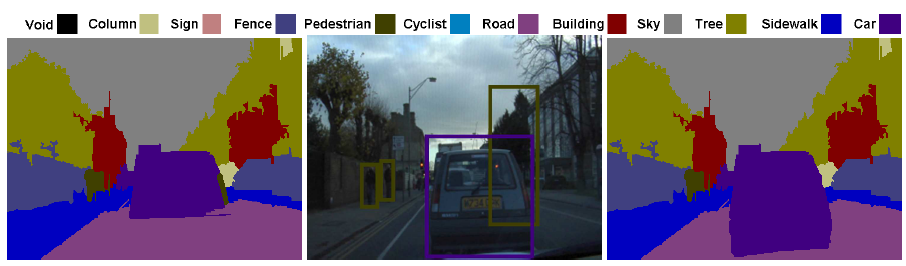 Void Column Sign Fence Pedestrian Cyclist Road Building Sky Tree Sidewalk Car